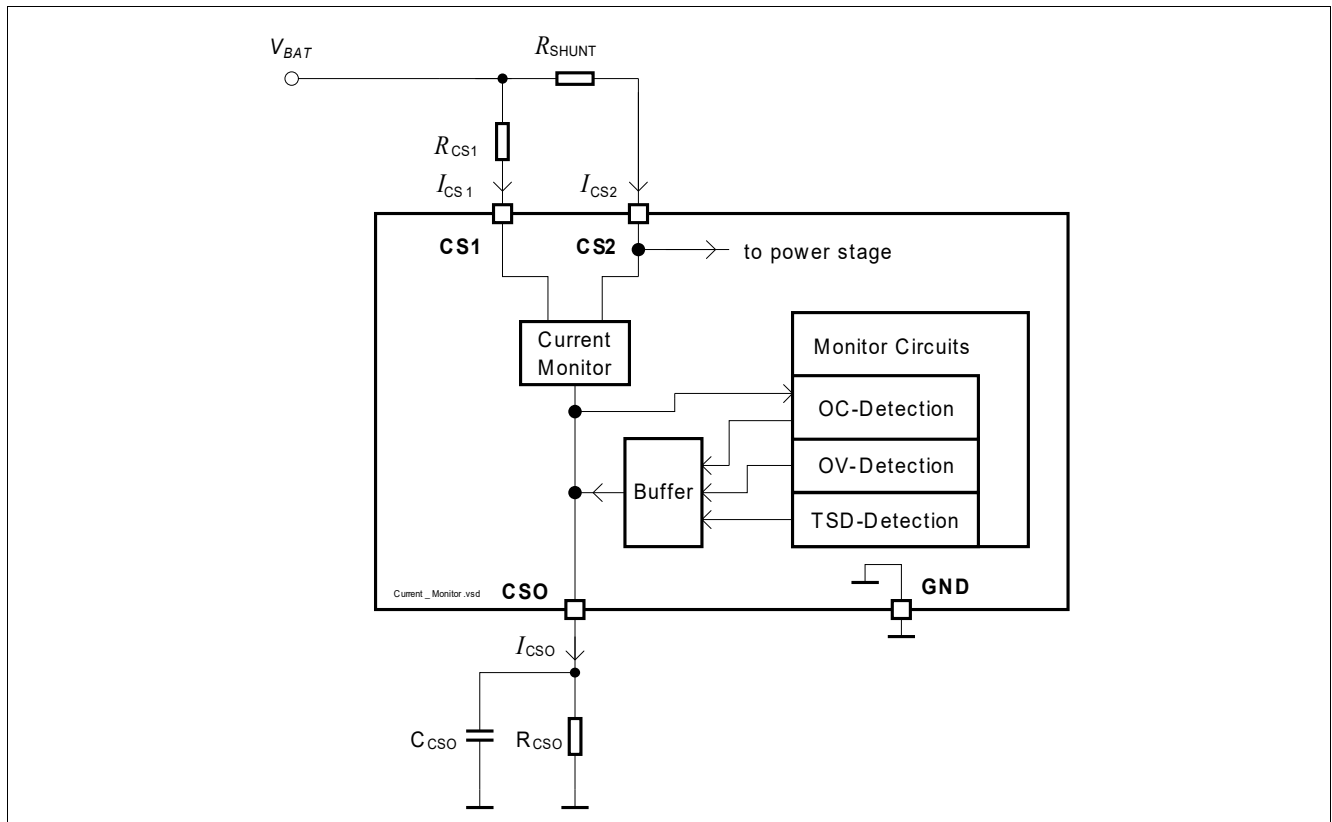 V_BAT
R_SHUNT
R_CS1
I_CS1
I_CS2
CS1
CS2
to power stage
Current
Monitor
Monitor Circuits
OC-Detection
OV-Detection
TSD-Detection
Buffer
Current _ Monitor .vsd
CSO
GND
I_CSO
C_CSO
R_CSO